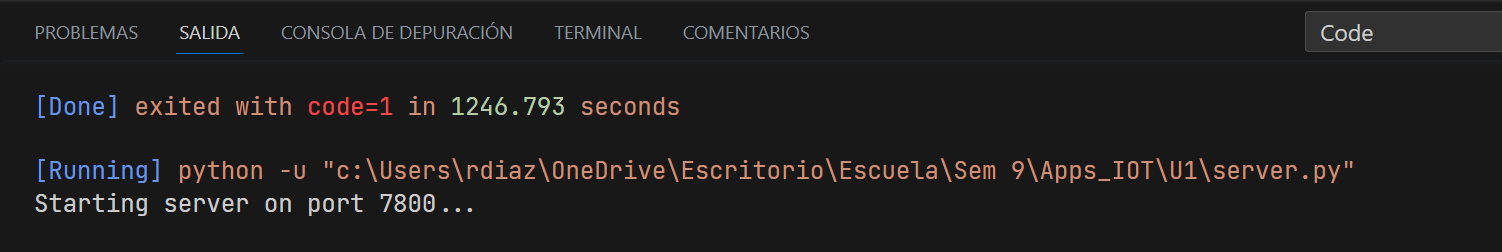 PROBLEMAS SALIDA CONSOLA DE DEPURACIÓN TERMINAL COMENTARIOS Code
[Done] exited with code=1 in 1246.793 seconds
[Running] python -u "c:\Users\rdiaz\OneDrive\Escritorio\Escuela\Sem 9\Apps_IOT\U1\server.py"
Starting server on port 7800...